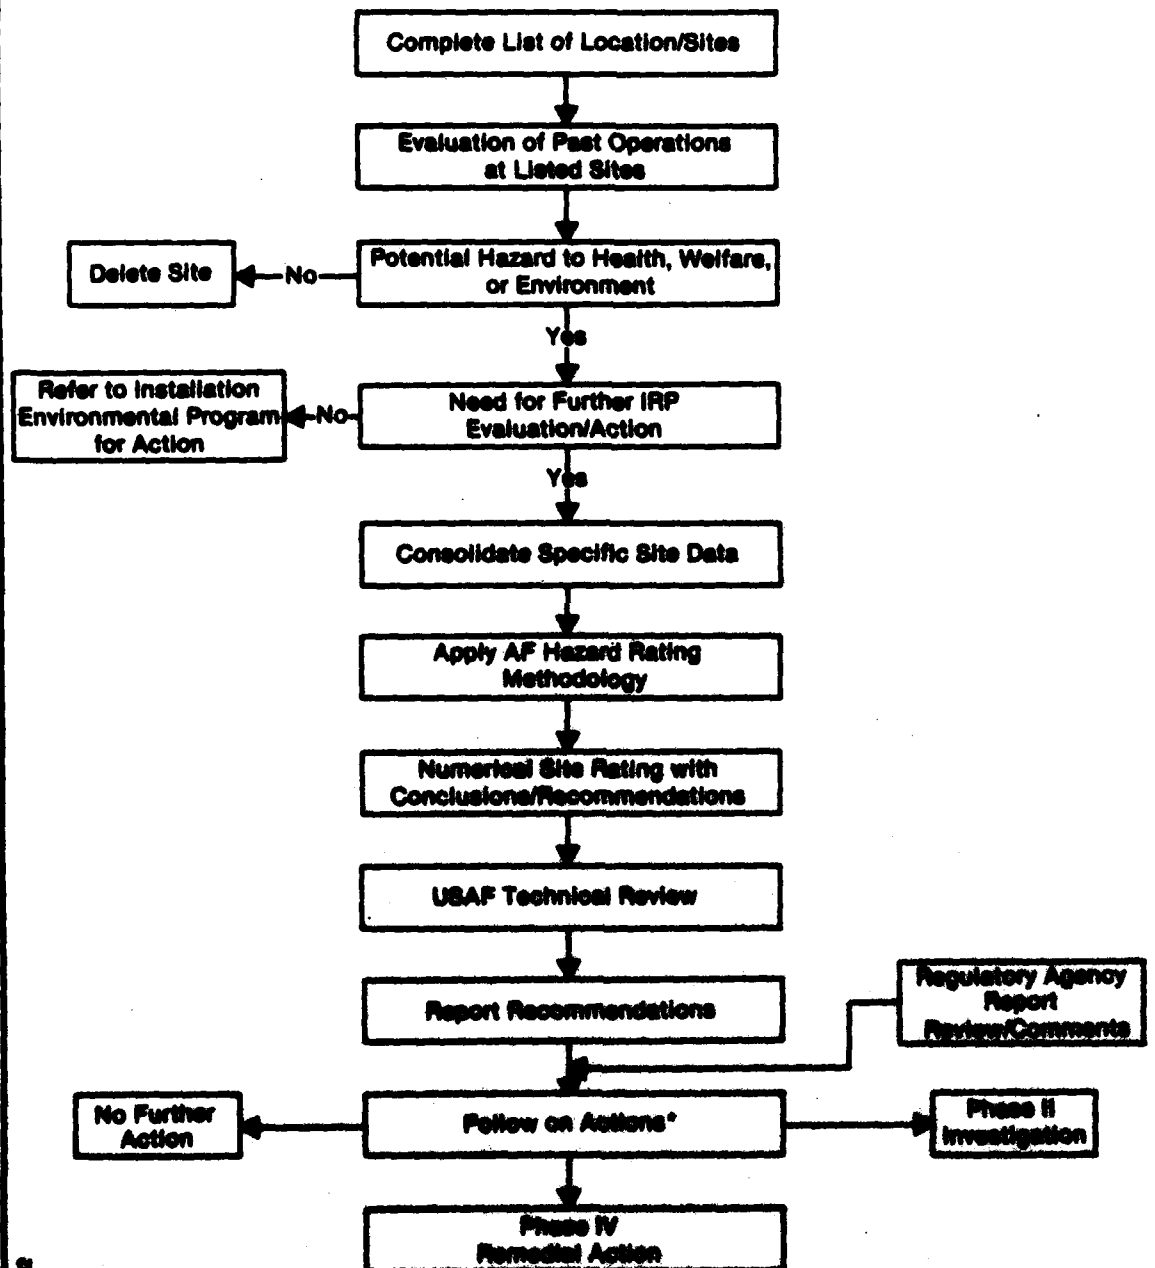 Complete List of Location/Sites
Evaluation of Past Operations
at Listed Sites
Delete Site
No
Potential Hazard to Health, Welfare,
or Environment
Yes
Refer to Installation
Environmental Program
for Action
No
Need for Further IRP
Evaluation/Action
Yes
Consolidate Specific Site Data
Apply AF Hazard Rating
Methodology
Numerical Site Rating with
Conclusions/Recommendations
USAF Technical Review
Report Recommendations
Regulatory Agency
Report
Review/Comments
No Further
Action
Follow on Actions*
Phase II
Investigation
Phase IV
Remedial Action